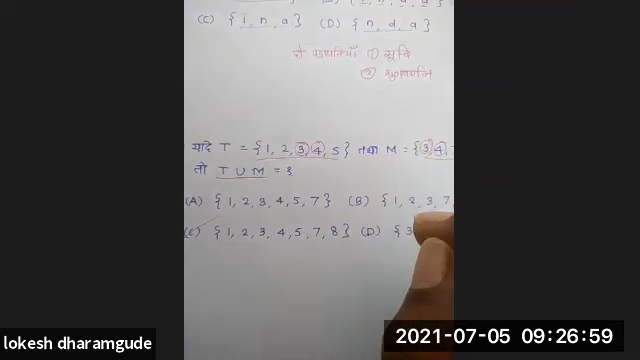 (C) { i, n, a } (D) { n, d, a }
दो पद्धतियाँ ① सूचि
②
यदि T = { 1, 2, 3, 4, 5 } तथा M = { 3, 4,
तो T U M = ?
(A) { 1, 2, 3, 4, 5, 7 } (B) { 1, 2, 3, 7,
(C) { 1, 2, 3, 4, 5, 7, 8 } (D) { 3
lokesh dharamgude
2021-07-05 09:26:59